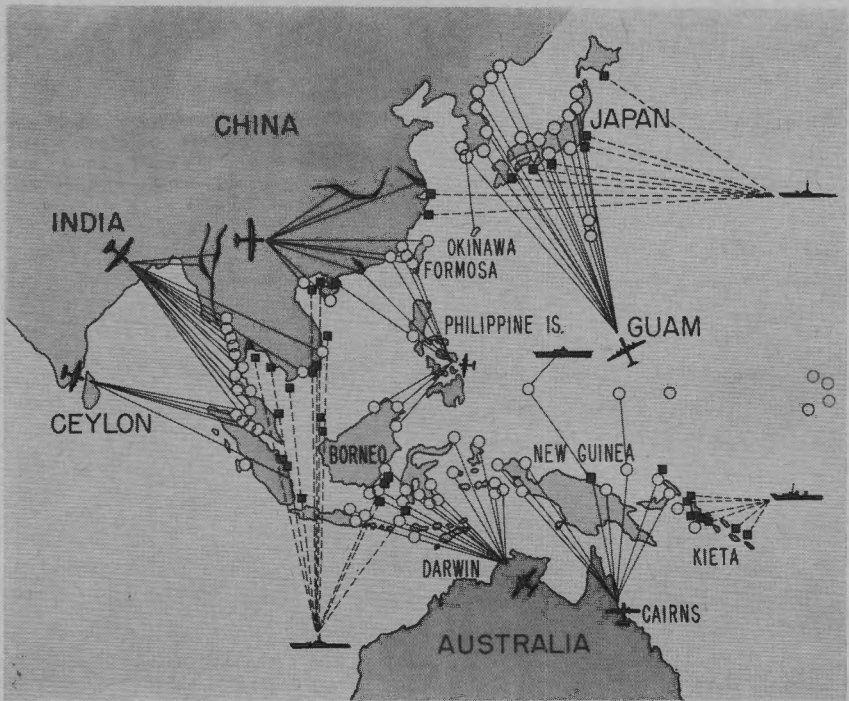 CHINA
JAPAN
INDIA
OKINAWA
FORMOSA
PHILIPPINE IS.
GUAM
CEYLON
BORNEO
NEW GUINEA
DARWIN
KIETA
CAIRNS
AUSTRALIA